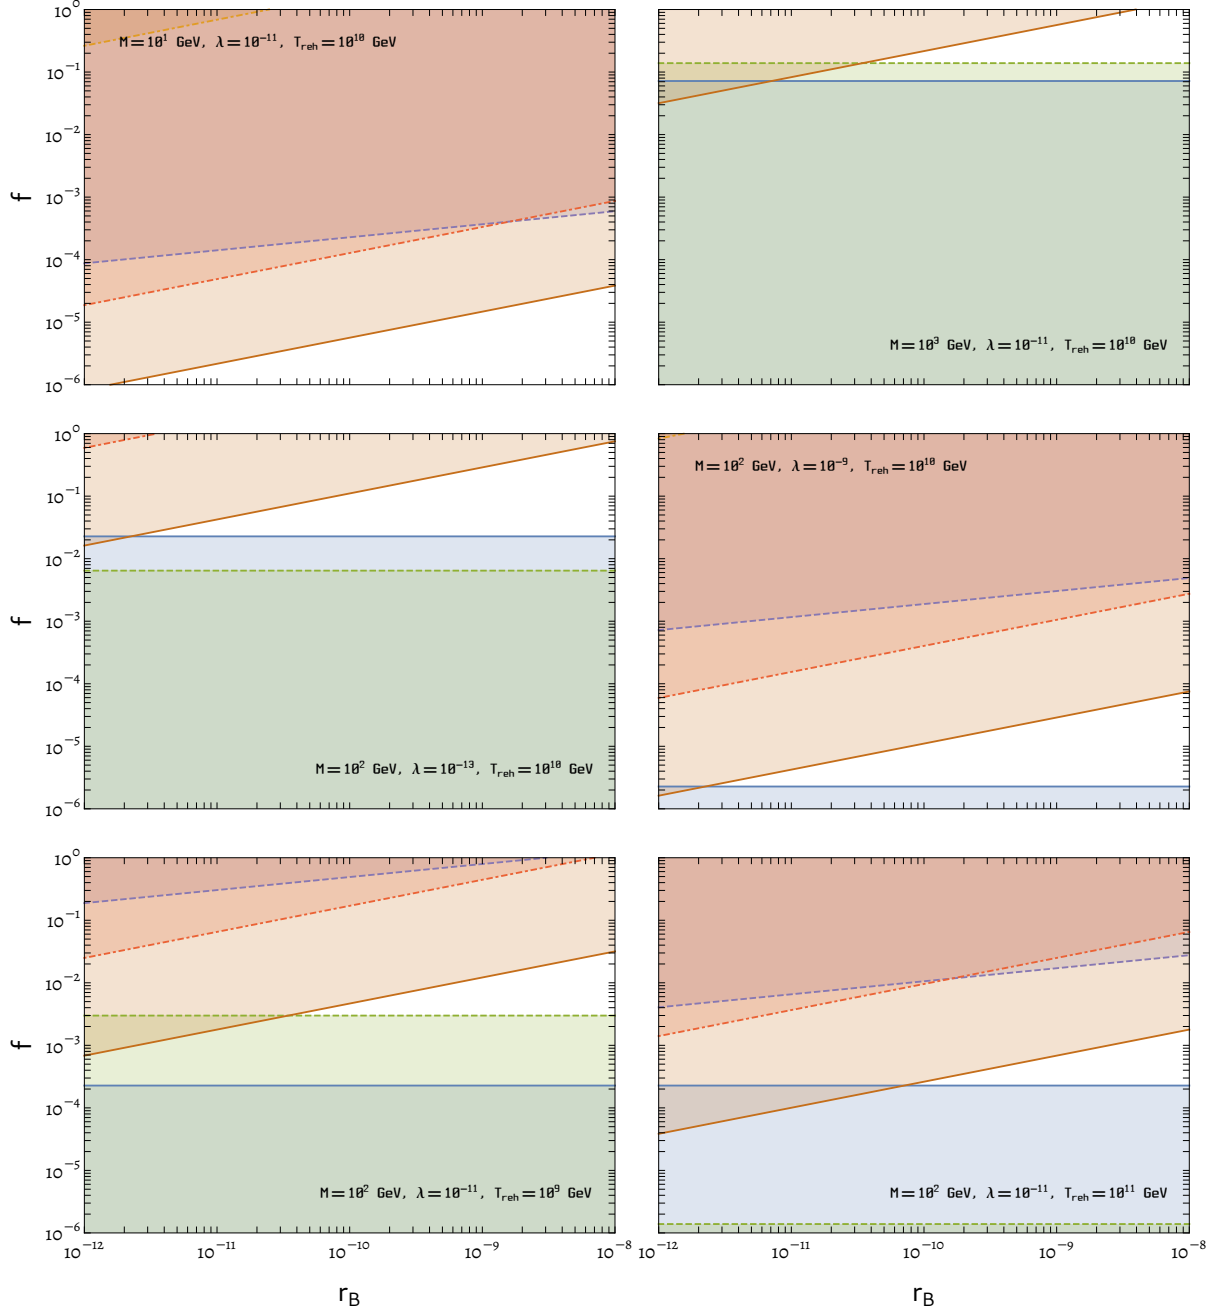 10⁰
10⁻¹
10⁻²
10⁻³
10⁻⁴
10⁻⁵
10⁻⁶
f
M = 10¹ GeV, λ = 10⁻¹¹, T_reh = 10¹⁰ GeV
M = 10³ GeV, λ = 10⁻¹¹, T_reh = 10¹⁰ GeV
10⁰
10⁻¹
10⁻²
10⁻³
10⁻⁴
10⁻⁵
10⁻⁶
f
M = 10² GeV, λ = 10⁻¹³, T_reh = 10¹⁰ GeV
M = 10² GeV, λ = 10⁻⁹, T_reh = 10¹⁰ GeV
10⁰
10⁻¹
10⁻²
10⁻³
10⁻⁴
10⁻⁵
10⁻⁶
f
M = 10² GeV, λ = 10⁻¹¹, T_reh = 10⁹ GeV
M = 10² GeV, λ = 10⁻¹¹, T_reh = 10¹¹ GeV
10⁻¹² 10⁻¹¹ 10⁻¹⁰ 10⁻⁹ 10⁻⁸
10⁻¹² 10⁻¹¹ 10⁻¹⁰ 10⁻⁹ 10⁻⁸
r_B
r_B